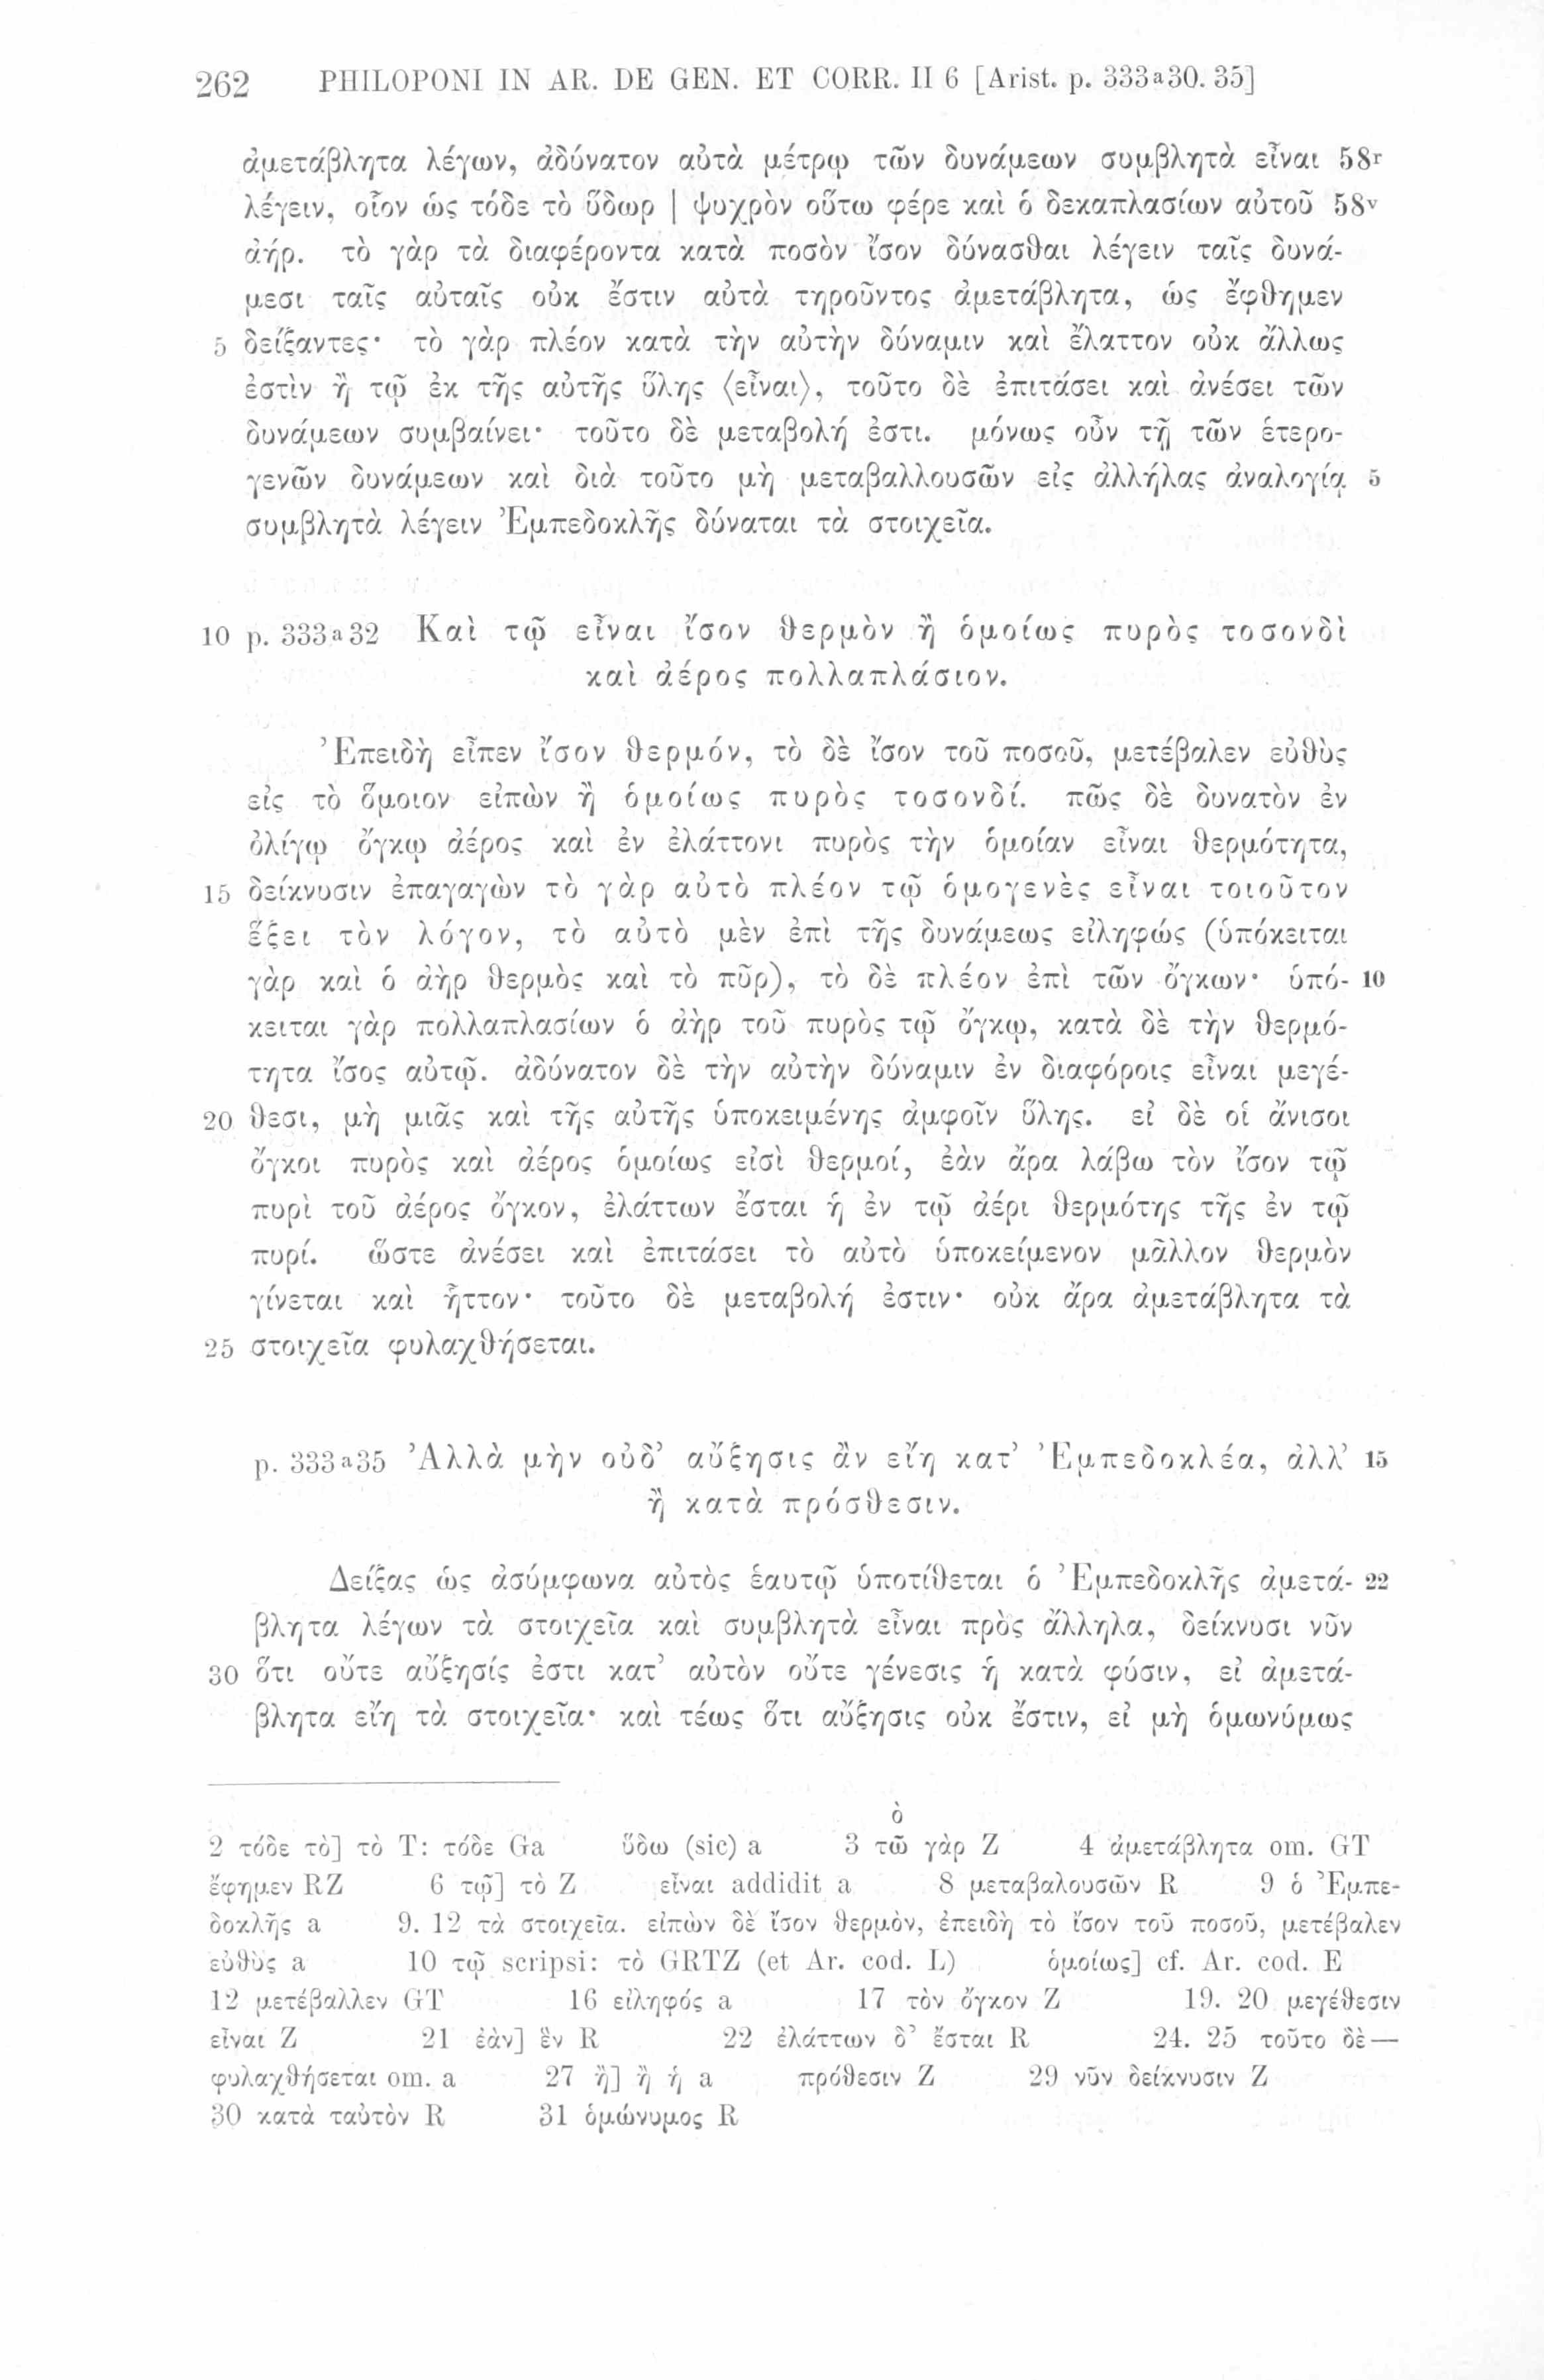 262 PHILOPONI IN AR. DE GEN. ET CORR. II 6 [Arist. p. 333a30. 35]
ἀμετάβλητα λέγων, ἀδύνατον αὐτὰ μέτρῳ τῶν δυνάμεων συμβλητὰ εἶναι 58r
λέγειν, οἷον ὡς τόδε τὸ ὕδωρ | ψυχρὸν οὕτω φέρε καὶ ὁ δεκαπλασίων αὐτοῦ 58v
ἀήρ. τὸ γὰρ τὰ διαφέροντα κατὰ ποσὸν ἴσον δύνασθαι λέγειν ταῖς δυνά-
μεσι ταῖς αὐταῖς οὐκ ἔστιν αὐτὰ τηροῦντος ἀμετάβλητα, ὡς ἔφθημεν
5 δείξαντες· τὸ γὰρ πλέον κατὰ τὴν αὐτὴν δύναμιν καὶ ἔλαττον οὐκ ἄλλως
ἐστὶν ἢ τῷ ἐκ τῆς αὐτῆς ὕλης ⟨εἶναι⟩, τοῦτο δὲ ἐπιτάσει καὶ ἀνέσει τῶν
δυνάμεων συμβαίνει· τοῦτο δὲ μεταβολή ἐστι. μόνως οὖν τῇ τῶν ἑτερο-
γενῶν δυνάμεων καὶ διὰ τοῦτο μὴ μεταβαλλουσῶν εἰς ἀλλήλας ἀναλογίᾳ 5
συμβλητὰ λέγειν Ἐμπεδοκλῆς δύναται τὰ στοιχεῖα.
10 p. 333a32 Καὶ τῷ εἶναι ἴσον θερμὸν ἢ ὁμοίως πυρὸς τοσονδὶ
καὶ ἀέρος πολλαπλάσιον.
Ἐπειδὴ εἶπεν ἴσον θερμόν, τὸ δὲ ἴσον τοῦ ποσοῦ, μετέβαλεν εὐθὺς
εἰς τὸ ὅμοιον εἰπὼν ἢ ὁμοίως πυρὸς τοσονδί. πῶς δὲ δυνατὸν ἐν
ὀλίγῳ ὄγκῳ ἀέρος καὶ ἐν ἐλάττονι πυρὸς τὴν ὁμοίαν εἶναι θερμότητα,
15 δείκνυσιν ἐπαγαγὼν τὸ γὰρ αὐτὸ πλέον τῷ ὁμογενὲς εἶναι τοιοῦτον
ἕξει τὸν λόγον, τὸ αὐτὸ μὲν ἐπὶ τῆς δυνάμεως εἰληφώς (ὑπόκειται
γὰρ καὶ ὁ ἀὴρ θερμὸς καὶ τὸ πῦρ), τὸ δὲ πλέον ἐπὶ τῶν ὄγκων· ὑπό- 10
κειται γὰρ πολλαπλασίων ὁ ἀὴρ τοῦ πυρὸς τῷ ὄγκῳ, κατὰ δὲ τὴν θερμό-
τητα ἴσος αὐτῷ. ἀδύνατον δὲ τὴν αὐτὴν δύναμιν ἐν διαφόροις εἶναι μεγέ-
20 θεσι, μὴ μιᾶς καὶ τῆς αὐτῆς ὑποκειμένης ἀμφοῖν ὕλης. εἰ δὲ οἱ ἄνισοι
ὄγκοι πυρὸς καὶ ἀέρος ὁμοίως εἰσὶ θερμοί, ἐὰν ἄρα λάβω τὸν ἴσον τῷ
πυρὶ τοῦ ἀέρος ὄγκον, ἐλάττων ἔσται ἡ ἐν τῷ ἀέρι θερμότης τῆς ἐν τῷ
πυρί. ὥστε ἀνέσει καὶ ἐπιτάσει τὸ αὐτὸ ὑποκείμενον μᾶλλον θερμὸν
γίνεται καὶ ἧττον· τοῦτο δὲ μεταβολή ἐστιν· οὐκ ἄρα ἀμετάβλητα τὰ
25 στοιχεῖα φυλαχθήσεται.
p. 333a35 Ἀλλὰ μὴν οὐδ’ αὔξησις ἂν εἴη κατ’ Ἐμπεδοκλέα, ἀλλ’ 15
ἢ κατὰ πρόσθεσιν.
Δείξας ὡς ἀσύμφωνα αὐτὸς ἑαυτῷ ὑποτίθεται ὁ Ἐμπεδοκλῆς ἀμετά- 22
βλητα λέγων τὰ στοιχεῖα καὶ συμβλητὰ εἶναι πρὸς ἄλληλα, δείκνυσι νῦν
30 ὅτι οὔτε αὔξησίς ἐστι κατ’ αὐτὸν οὔτε γένεσις ἡ κατὰ φύσιν, εἰ ἀμετά-
βλητα εἴη τὰ στοιχεῖα· καὶ τέως ὅτι αὔξησις οὐκ ἔστιν, εἰ μὴ ὁμωνύμως
ὸ
2 τόδε τὸ] τὸ T: τόδε Ga ὕδω (sic) a 3 τῶ γὰρ Z 4 ἀμετάβλητα om. GT
ἔφημεν RZ 6 τῷ] τὸ Z εἶναι addidit a 8 μεταβαλουσῶν R 9 ὁ Ἐμπε-
δοκλῆς a 9. 12 τὰ στοιχεῖα. εἰπὼν δὲ ἴσον θερμὸν, ἐπειδὴ τὸ ἴσον τοῦ ποσοῦ, μετέβαλεν
εὐθὺς a 10 τῷ scripsi: τὸ GRTZ (et Ar. cod. L) ὁμοίως] cf. Ar. cod. E
12 μετέβαλλεν GT 16 εἰληφός a 17 τὸν ὄγκον Z 19. 20 μεγέθεσιν
εἶναι Z 21 ἐὰν] ἓν R 22 ἐλάττων δ’ ἔσται R 24. 25 τοῦτο δὲ—
φυλαχθήσεται om. a 27 ἢ] ἢ ἡ a πρόθεσιν Z 29 νῦν δείκνυσιν Z
30 κατὰ ταὐτὸν R 31 ὁμώνυμος R